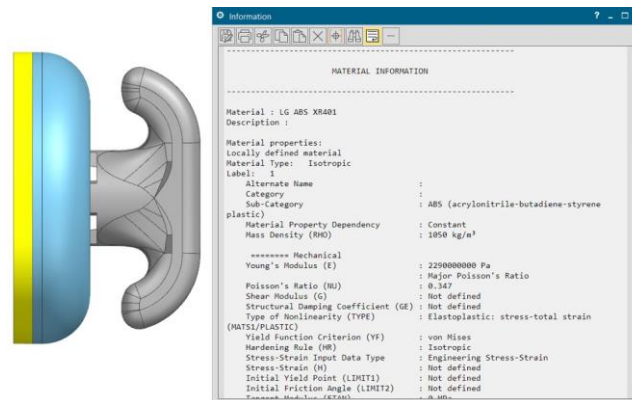 Information
? - □
------------------------------------------------------------
MATERIAL INFORMATION
------------------------------------------------------------
Material : LG ABS XR401
Description :
Material properties:
Locally defined material
Material Type: Isotropic
Label: 1
Alternate Name :
Category :
Sub-Category : ABS (acrylonitrile-butadiene-styrene
plastic)
Material Property Dependency : Constant
Mass Density (RHO) : 1050 kg/m³
======== Mechanical
Young's Modulus (E) : 2290000000 Pa
: Major Poisson's Ratio
Poisson's Ratio (NU) : 0.347
Shear Modulus (G) : Not defined
Structural Damping Coefficient (GE) : Not defined
Type of Nonlinearity (TYPE) : Elastoplastic: stress-total strain
(MATS1/PLASTIC)
Yield Function Criterion (YF) : von Mises
Hardening Rule (HR) : Isotropic
Stress-Strain Input Data Type : Engineering Stress-Strain
Stress-Strain (H) : Not defined
Initial Yield Point (LIMIT1) : Not defined
Initial Friction Angle (LIMIT2) : Not defined
Tangent Modulus (ETAN) : 0 MPa